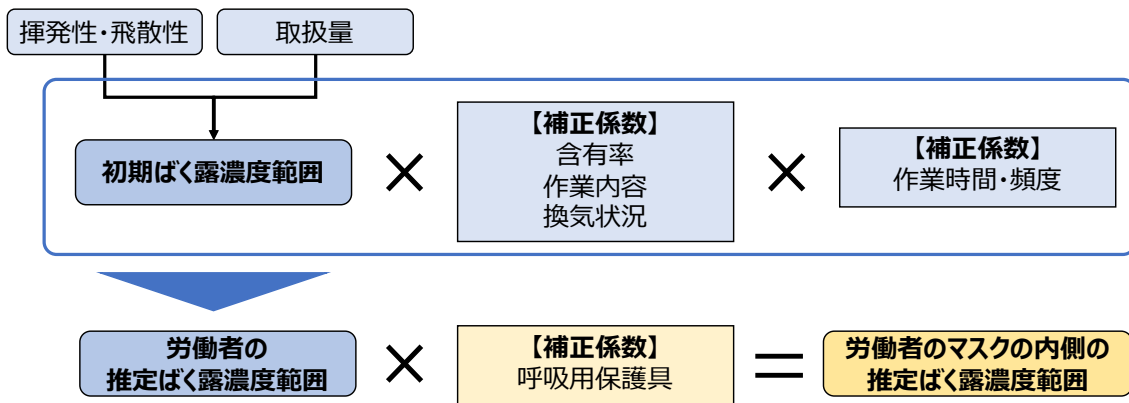 揮発性・飛散性
取扱量
初期ばく露濃度範囲
×
【補正係数】
含有率
作業内容
換気状況
×
【補正係数】
作業時間・頻度
労働者の
推定ばく露濃度範囲
×
【補正係数】
呼吸用保護具
＝
労働者のマスクの内側の
推定ばく露濃度範囲